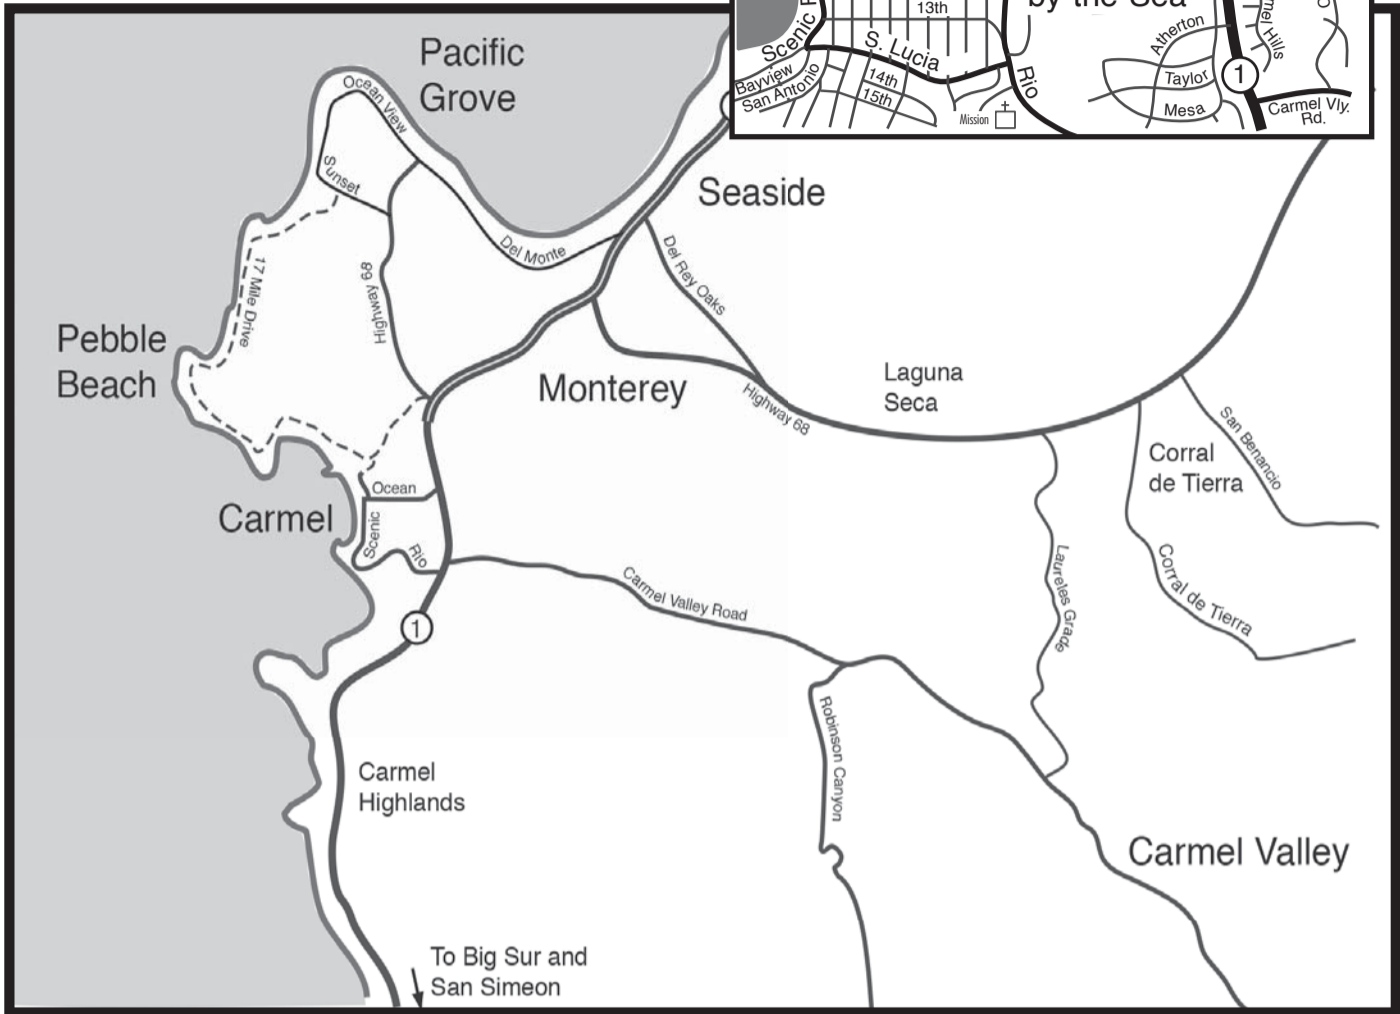 by the Sea
13th
Scenic
S. Lucia
Bayview
San Antonio
14th
15th
Mission
Rio
Atherton
Taylor
Mesa
1
Carmel Vly.
Rd.
Pacific
Grove
Ocean View
Sunset
Seaside
Del Monte
Del Rey Oaks
17 Mile Drive
Highway 68
Pebble
Beach
Monterey
Highway 68
Laguna
Seca
San Benancio
Corral
de Tierra
Ocean
Carmel
Scenic
Rio
Carmel Valley Road
Laureles Grade
Corral de Tierra
1
Robinson Canyon
Carmel
Highlands
Carmel Valley
To Big Sur and
San Simeon